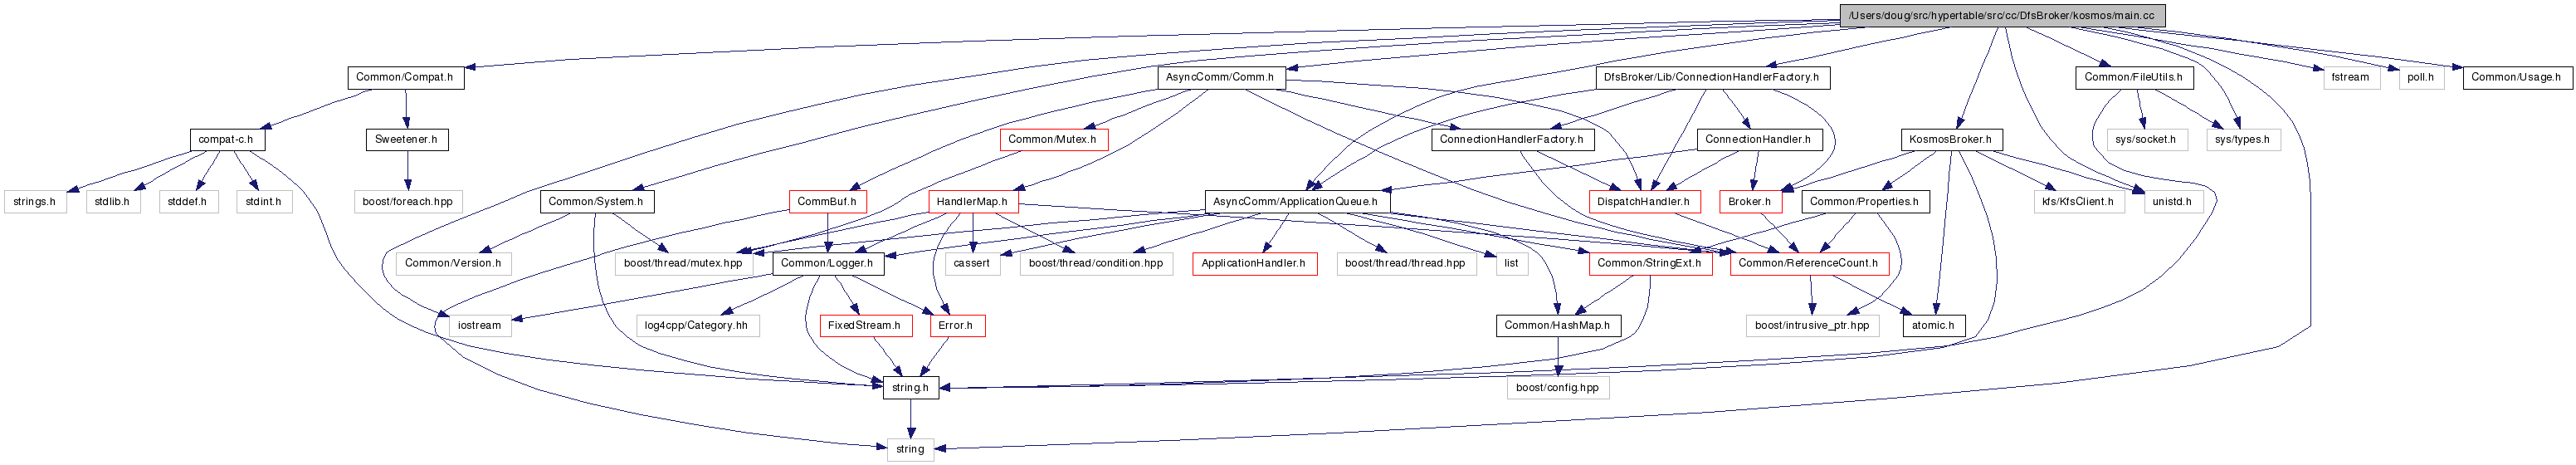 /Users/doug/src/hypertable/src/cc/DfsBroker/kosmos/main.cc
Common/Compat.h
AsyncComm/Comm.h
DfsBroker/Lib/ConnectionHandlerFactory.h
Common/FileUtils.h
fstream
poll.h
Common/Usage.h
compat-c.h
Sweetener.h
Common/Mutex.h
ConnectionHandlerFactory.h
ConnectionHandler.h
KosmosBroker.h
sys/socket.h
sys/types.h
strings.h
stdlib.h
stddef.h
stdint.h
boost/foreach.hpp
Common/System.h
CommBuf.h
HandlerMap.h
AsyncComm/ApplicationQueue.h
DispatchHandler.h
Broker.h
Common/Properties.h
kfs/KfsClient.h
unistd.h
Common/Version.h
boost/thread/mutex.hpp
Common/Logger.h
cassert
boost/thread/condition.hpp
ApplicationHandler.h
boost/thread/thread.hpp
list
Common/StringExt.h
Common/ReferenceCount.h
iostream
log4cpp/Category.hh
FixedStream.h
Error.h
Common/HashMap.h
boost/intrusive_ptr.hpp
atomic.h
string.h
boost/config.hpp
string